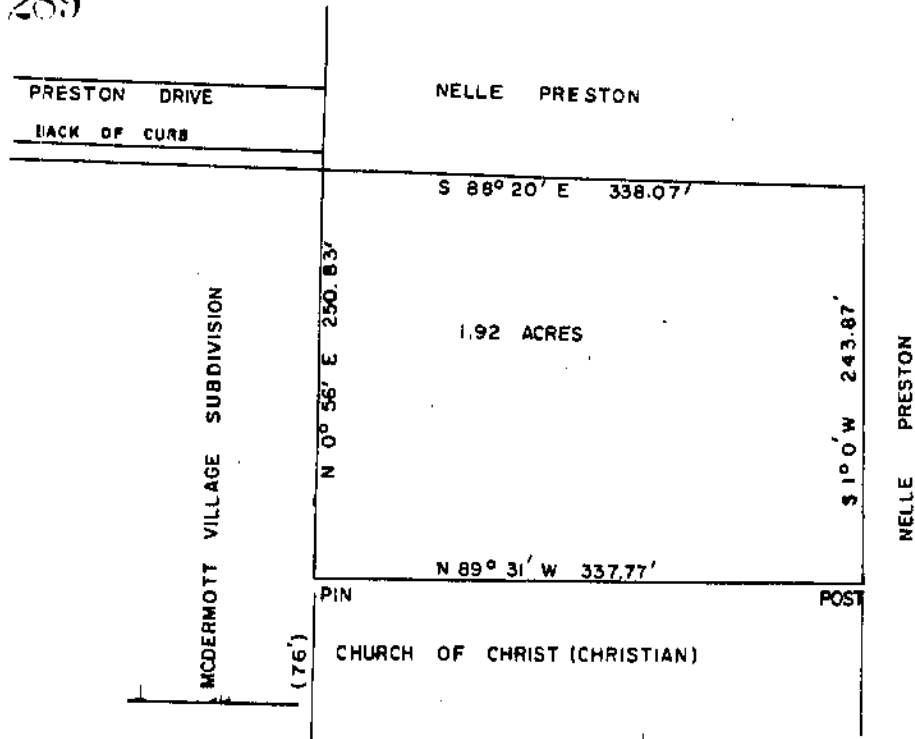 289
PRESTON DRIVE
BACK OF CURB
NELLE PRESTON
S 88° 20' E 338.07'
N 0° 56' E 250.83'
1.92 ACRES
S 1° 0' W 243.87'
NELLE PRESTON
MCDERMOTT VILLAGE SUBDIVISION
N 89° 31' W 337.77'
PIN
POST
(76')
CHURCH OF CHRIST (CHRISTIAN)